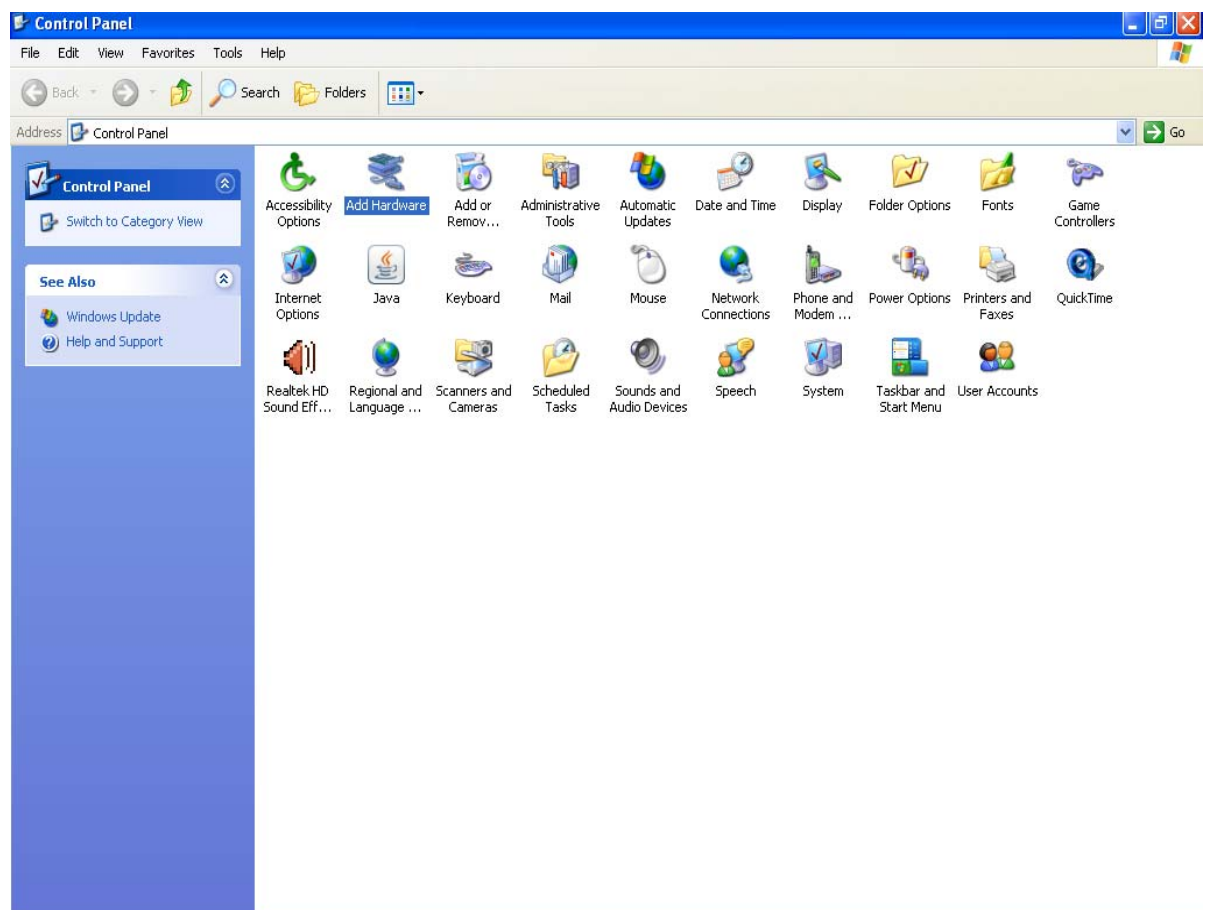 Control Panel
File Edit View Favorites Tools Help
Back Search Folders
Address Control Panel Go
Control Panel
Switch to Category View
See Also
Windows Update
Help and Support
Accessibility Options
Add Hardware
Add or Remov...
Administrative Tools
Automatic Updates
Date and Time
Display
Folder Options
Fonts
Game Controllers
Internet Options
Java
Keyboard
Mail
Mouse
Network Connections
Phone and Modem ...
Power Options
Printers and Faxes
QuickTime
Realtek HD Sound Eff...
Regional and Language ...
Scanners and Cameras
Scheduled Tasks
Sounds and Audio Devices
Speech
System
Taskbar and Start Menu
User Accounts